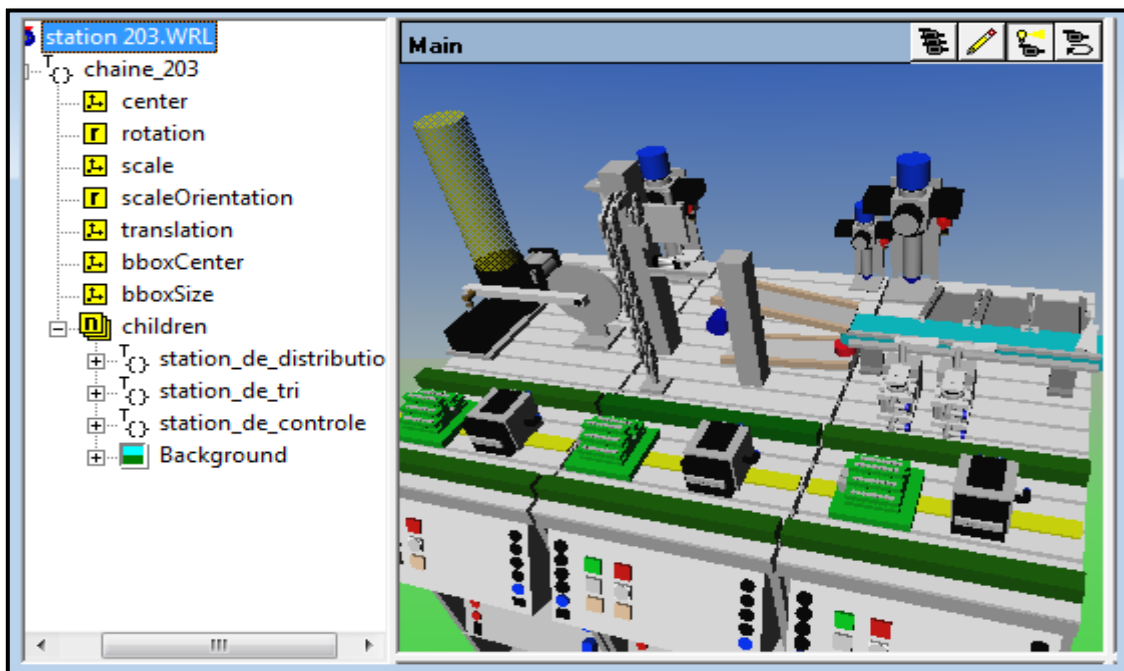 station 203.WRL
chaine_203
center
rotation
scale
scaleOrientation
translation
bboxCenter
bboxSize
children
station_de_distributio
station_de_tri
station_de_controle
Background
Main